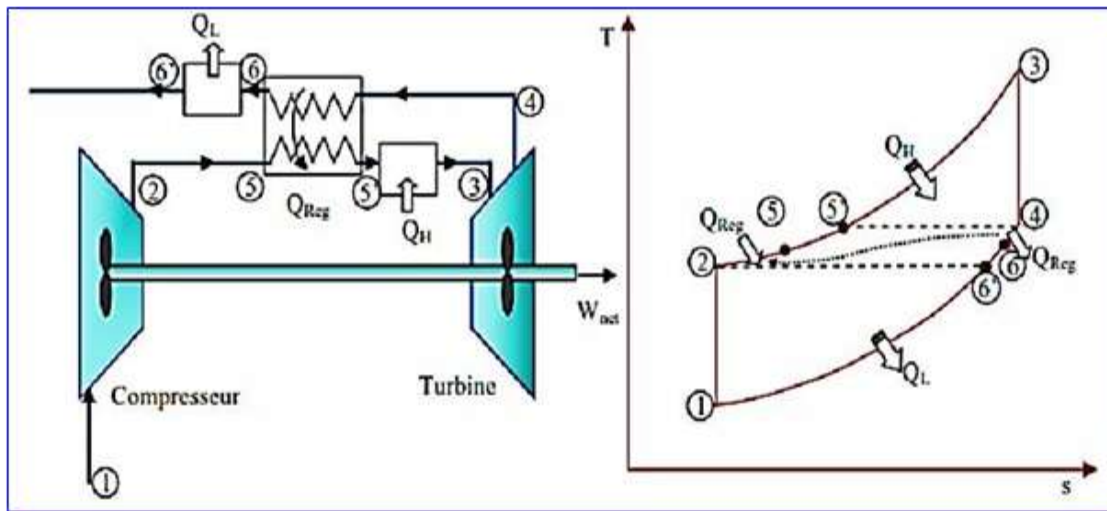 Q_L
6'
6
4
2
5
5'
3
Q_Reg
Q_H
W_net
Compresseur
Turbine
1
T
3
Q_H
5'
Q_Reg
5
4
2
Q_Reg
6
6'
Q_L
1
s